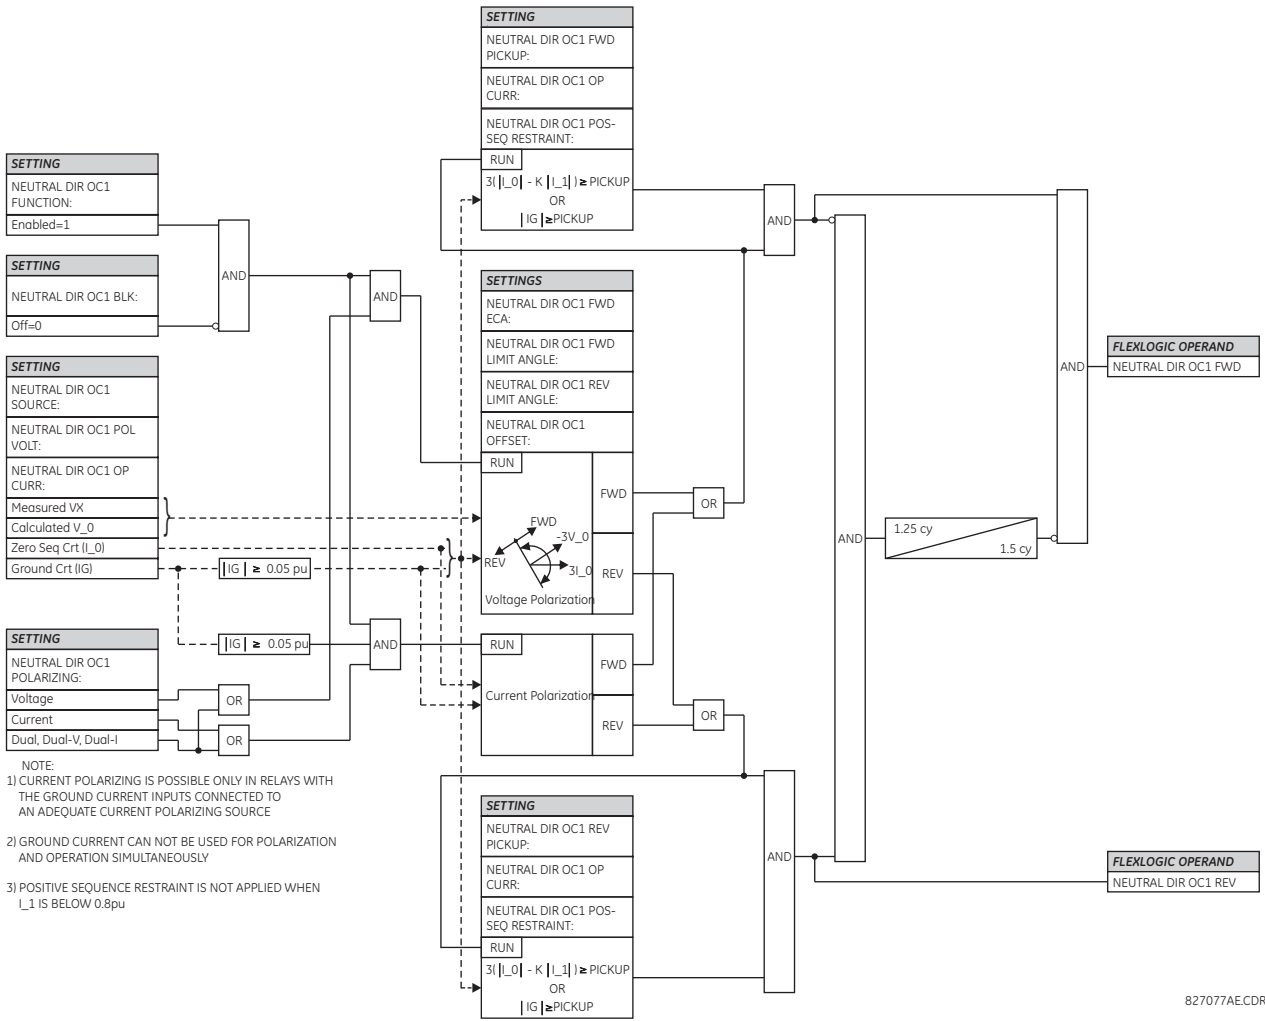 SETTING
NEUTRAL DIR OC1 FWD
PICKUP:
NEUTRAL DIR OC1 OP
CURR:
NEUTRAL DIR OC1 POS-
SEQ RESTRAINT:
RUN
3( |I_0| - K |I_1| ) ≥ PICKUP
OR
| IG | ≥PICKUP
SETTING
NEUTRAL DIR OC1
FUNCTION:
Enabled=1
SETTING
NEUTRAL DIR OC1 BLK:
Off=0
SETTING
NEUTRAL DIR OC1
SOURCE:
NEUTRAL DIR OC1 POL
VOLT:
NEUTRAL DIR OC1 OP
CURR:
Measured VX
Calculated V_0
Zero Seq Crt (I_0)
Ground Crt (IG)
SETTING
NEUTRAL DIR OC1
POLARIZING:
Voltage
Current
Dual, Dual-V, Dual-I
NOTE:
1) CURRENT POLARIZING IS POSSIBLE ONLY IN RELAYS WITH
THE GROUND CURRENT INPUTS CONNECTED TO
AN ADEQUATE CURRENT POLARIZING SOURCE
2) GROUND CURRENT CAN NOT BE USED FOR POLARIZATION
AND OPERATION SIMULTANEOUSLY
3) POSITIVE SEQUENCE RESTRAINT IS NOT APPLIED WHEN
I_1 IS BELOW 0.8pu
AND
AND
|IG | ≥ 0.05 pu
|IG | ≥ 0.05 pu
AND
OR
OR
SETTINGS
NEUTRAL DIR OC1 FWD
ECA:
NEUTRAL DIR OC1 FWD
LIMIT ANGLE:
NEUTRAL DIR OC1 REV
LIMIT ANGLE:
NEUTRAL DIR OC1
OFFSET:
RUN
FWD
FWD
-3V_0
REV
3I_0
REV
Voltage Polarization
RUN
FWD
Current Polarization
REV
OR
OR
SETTING
NEUTRAL DIR OC1 REV
PICKUP:
NEUTRAL DIR OC1 OP
CURR:
NEUTRAL DIR OC1 POS-
SEQ RESTRAINT:
RUN
3( |I_0| - K |I_1| ) ≥ PICKUP
OR
| IG | ≥PICKUP
AND
AND
AND
1.25 cy
1.5 cy
AND
FLEXLOGIC OPERAND
NEUTRAL DIR OC1 FWD
FLEXLOGIC OPERAND
NEUTRAL DIR OC1 REV
827077AE.CDR